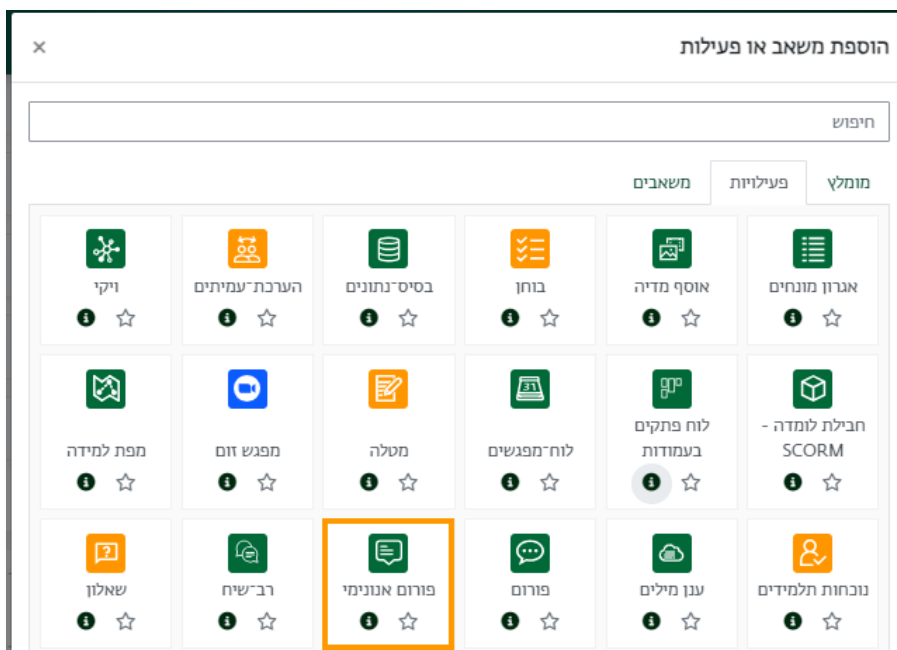 הוספת משאב או פעילות
×
חיפוש
מומלץ
פעילויות
משאבים
אגרון מונחים
אוסף מדיה
בוחן
בסיס־נתונים
הערכת־עמיתים
ויקי
חבילת לומדה -
SCORM
לוח פתקים
בעמודות
לוח־מפגשים
31
מטלה
מפגש זום
מפת למידה
נוכחות תלמידים
ענן מילים
פורום
פורום אנונימי
רב־שיח
שאלון